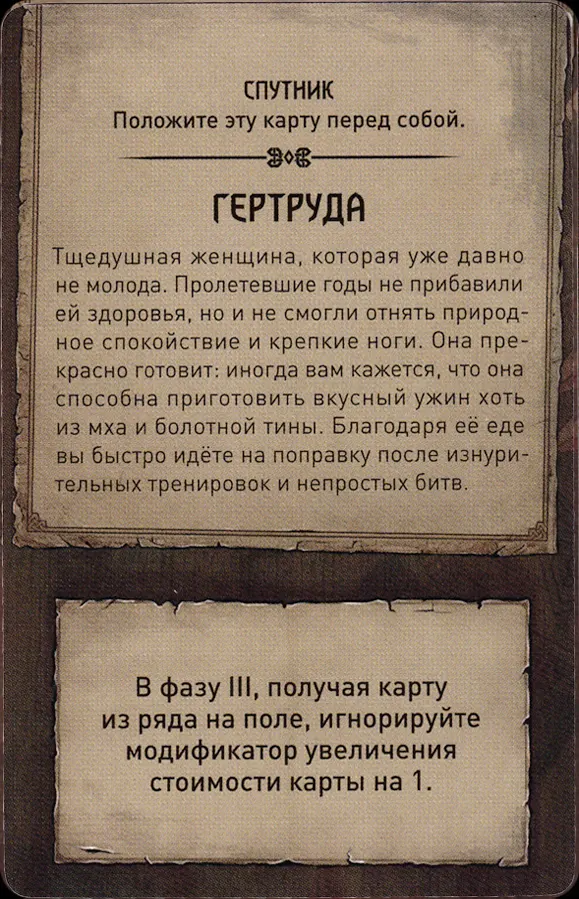 СПУТНИК
Положите эту карту перед собой.
ГЕРТРУДА
Тщедушная женщина, которая уже давно
не молода. Пролетевшие годы не прибавили
ей здоровья, но и не смогли отнять природ-
ное спокойствие и крепкие ноги. Она пре-
красно готовит: иногда вам кажется, что она
способна приготовить вкусный ужин хоть
из мха и болотной тины. Благодаря её еде
вы быстро идёте на поправку после изнури-
тельных тренировок и непростых битв.
В фазу III, получая карту
из ряда на поле, игнорируйте
модификатор увеличения
стоимости карты на 1.